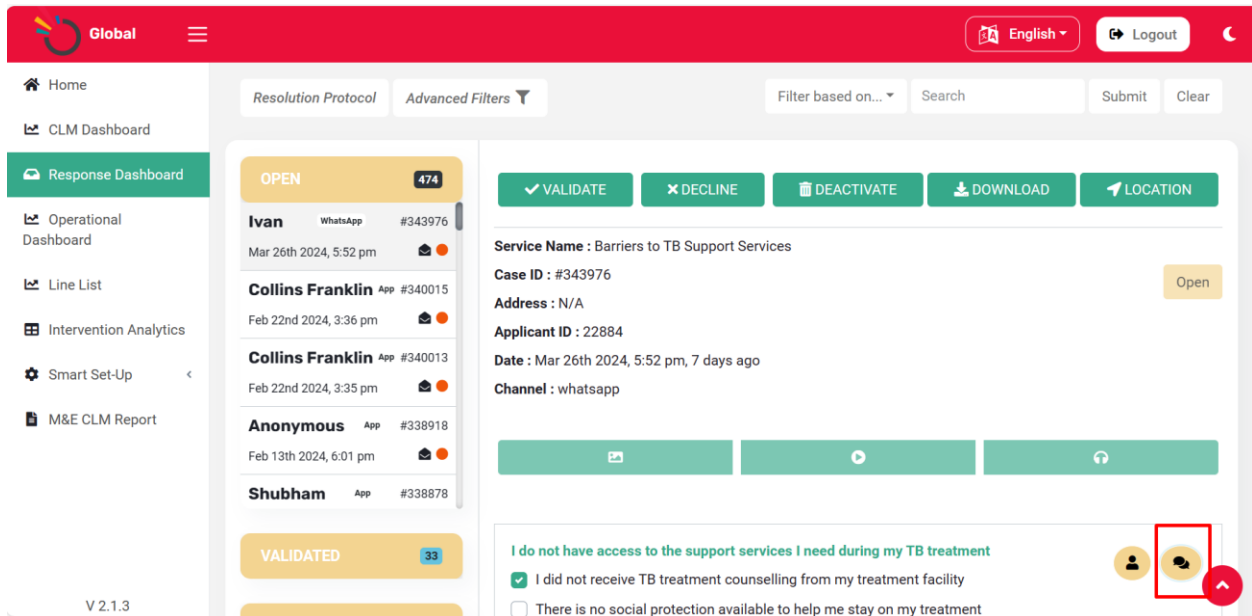 Global
English
Logout
Home
CLM Dashboard
Response Dashboard
Operational
Dashboard
Line List
Intervention Analytics
Smart Set-Up
M&E CLM Report
V 2.1.3
Resolution Protocol
Advanced Filters
Filter based on...
Search
Submit
Clear
OPEN 474
Ivan WhatsApp #343976
Mar 26th 2024, 5:52 pm
Collins Franklin App #340015
Feb 22nd 2024, 3:36 pm
Collins Franklin App #340013
Feb 22nd 2024, 3:35 pm
Anonymous App #338918
Feb 13th 2024, 6:01 pm
Shubham App #338878
VALIDATED 33
VALIDATE
DECLINE
DEACTIVATE
DOWNLOAD
LOCATION
Service Name : Barriers to TB Support Services
Case ID : #343976
Open
Address : N/A
Applicant ID : 22884
Date : Mar 26th 2024, 5:52 pm, 7 days ago
Channel : whatsapp
I do not have access to the support services I need during my TB treatment
I did not receive TB treatment counselling from my treatment facility
There is no social protection available to help me stay on my treatment